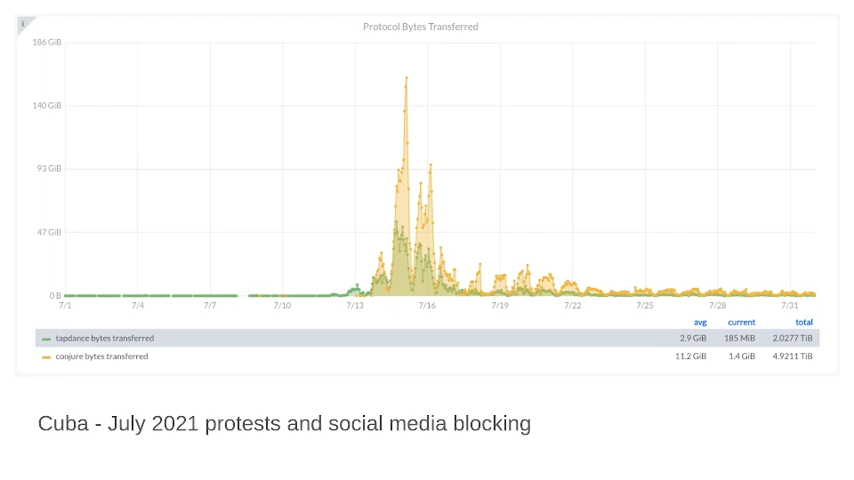 i
Protocol Bytes Transferred
186 GiB
140 GiB
93 GiB
47 GiB
0 B
7/1 7/4 7/7 7/10 7/13 7/16 7/19 7/22 7/25 7/28 7/31
avg current total
tapdance bytes transferred 2.9 GiB 185 MiB 2.0277 TiB
conjure bytes transferred 11.2 GiB 1.4 GiB 4.9211 TiB
Cuba - July 2021 protests and social media blocking